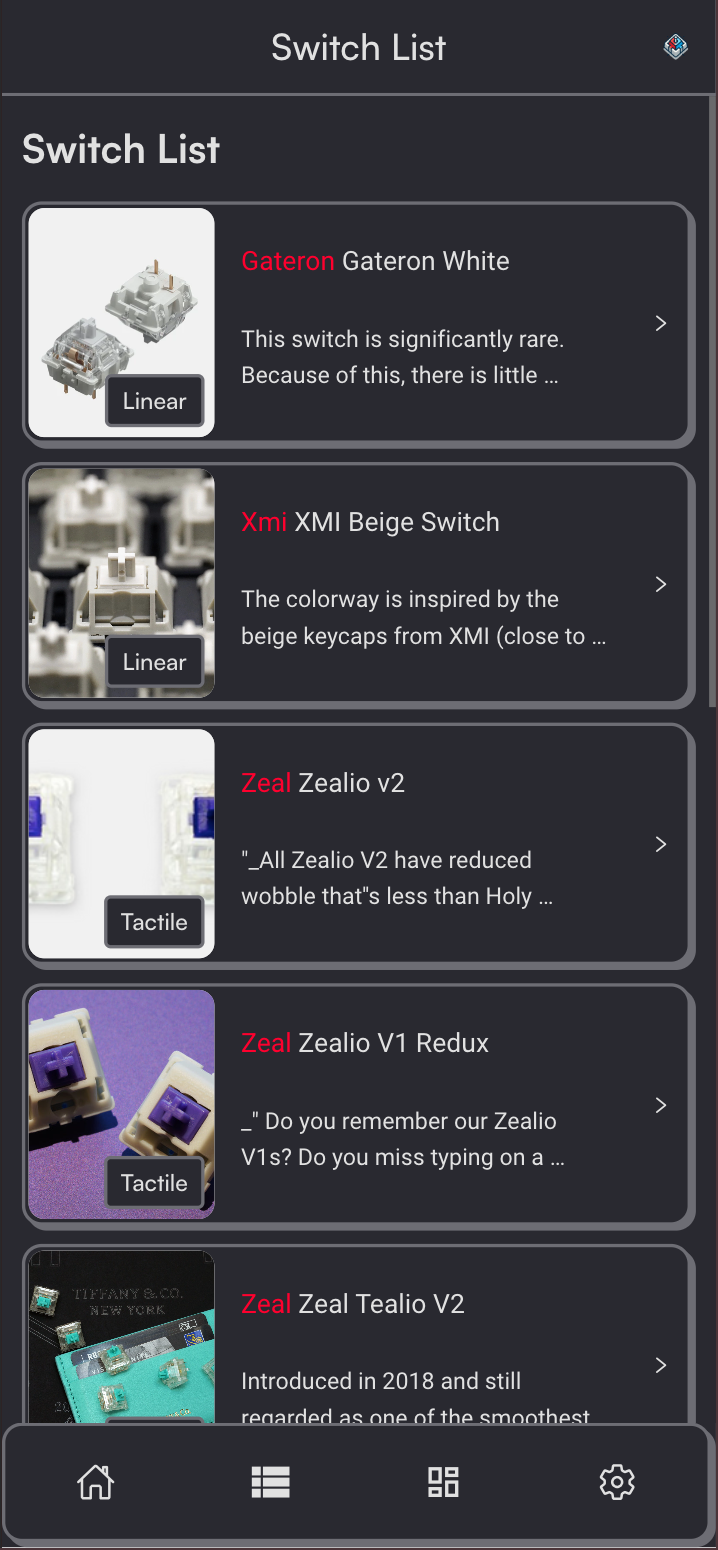 Switch List
Switch List
Gateron Gateron White
This switch is significantly rare.
Because of this, there is little ...
Linear
Xmi XMI Beige Switch
The colorway is inspired by the
beige keycaps from XMI (close to ...
Linear
Zeal Zealio v2
"_All Zealio V2 have reduced
wobble that"s less than Holy ...
Tactile
Zeal Zealio V1 Redux
_" Do you remember our Zealio
V1s? Do you miss typing on a ...
Tactile
TIFFANY & CO.
NEW YORK
Zeal Zeal Tealio V2
Introduced in 2018 and still
regarded as one of the smoothest